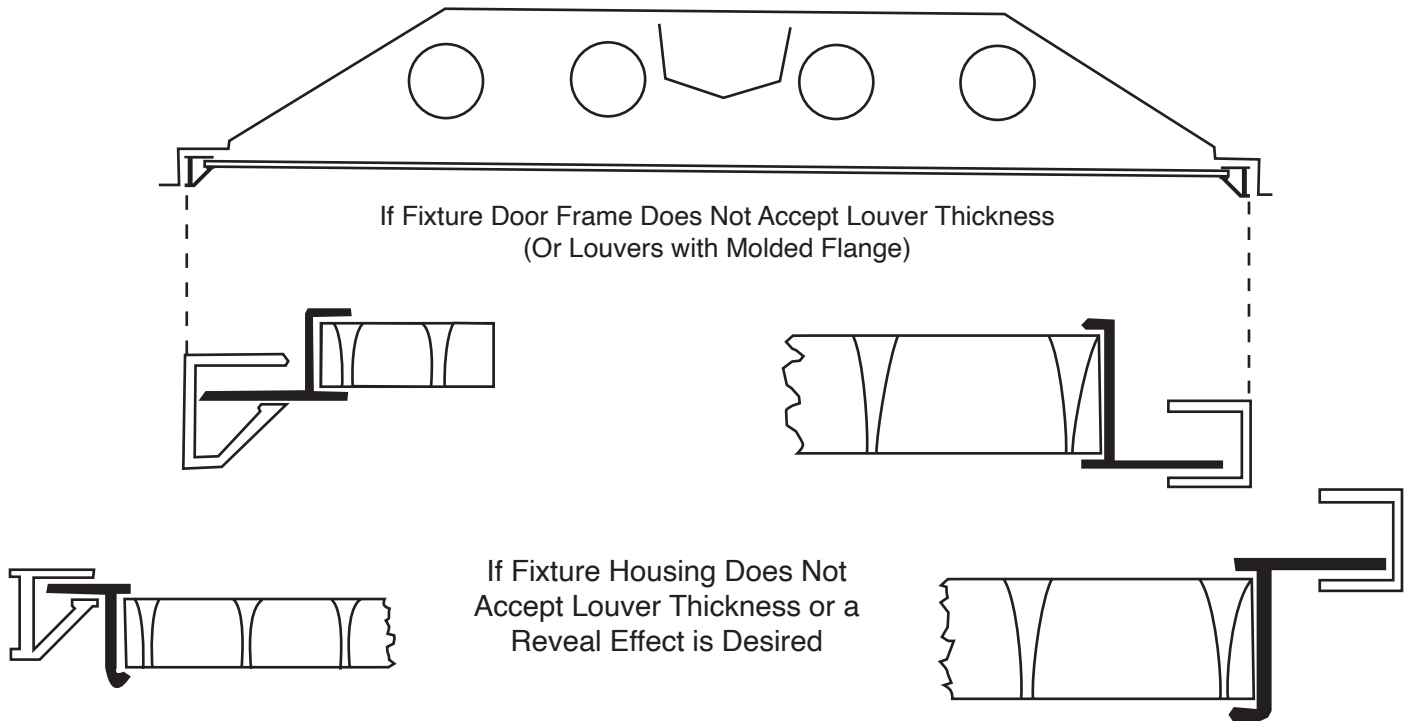 If Fixture Door Frame Does Not Accept Louver Thickness
(Or Louvers with Molded Flange)
If Fixture Housing Does Not
Accept Louver Thickness or a
Reveal Effect is Desired